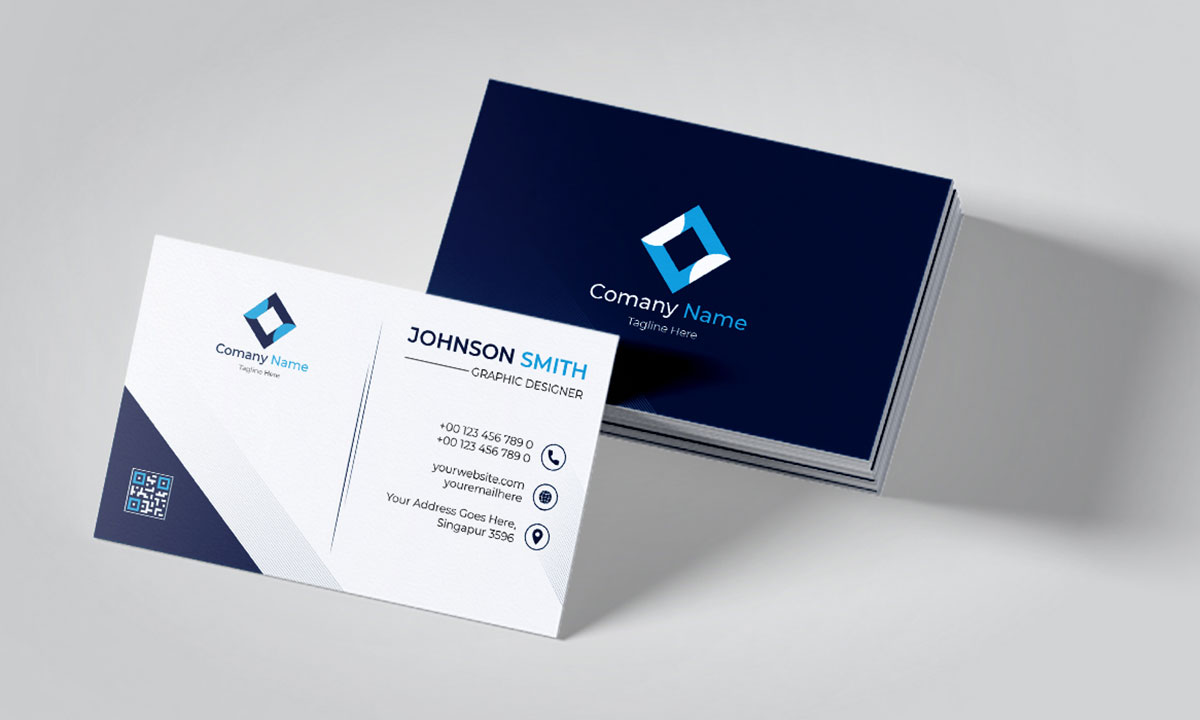 Comany Name
Tagline Here
Comany Name
Tagline Here
JOHNSON SMITH
GRAPHIC DESIGNER
+00 123 456 789 0
+00 123 456 789 0
yourwebsite.com
youremailhere
Your Address Goes Here,
Singapur 3596